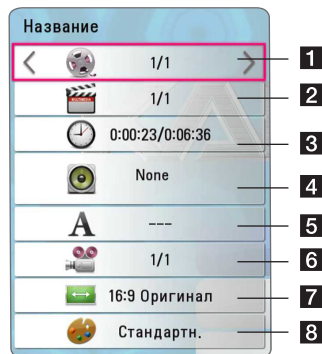 Название
1/1 1
1/1 2
0:00:23/0:06:36 3
None 4
A --- 5
1/1 6
16:9 Оригинал 7
Стандартн. 8